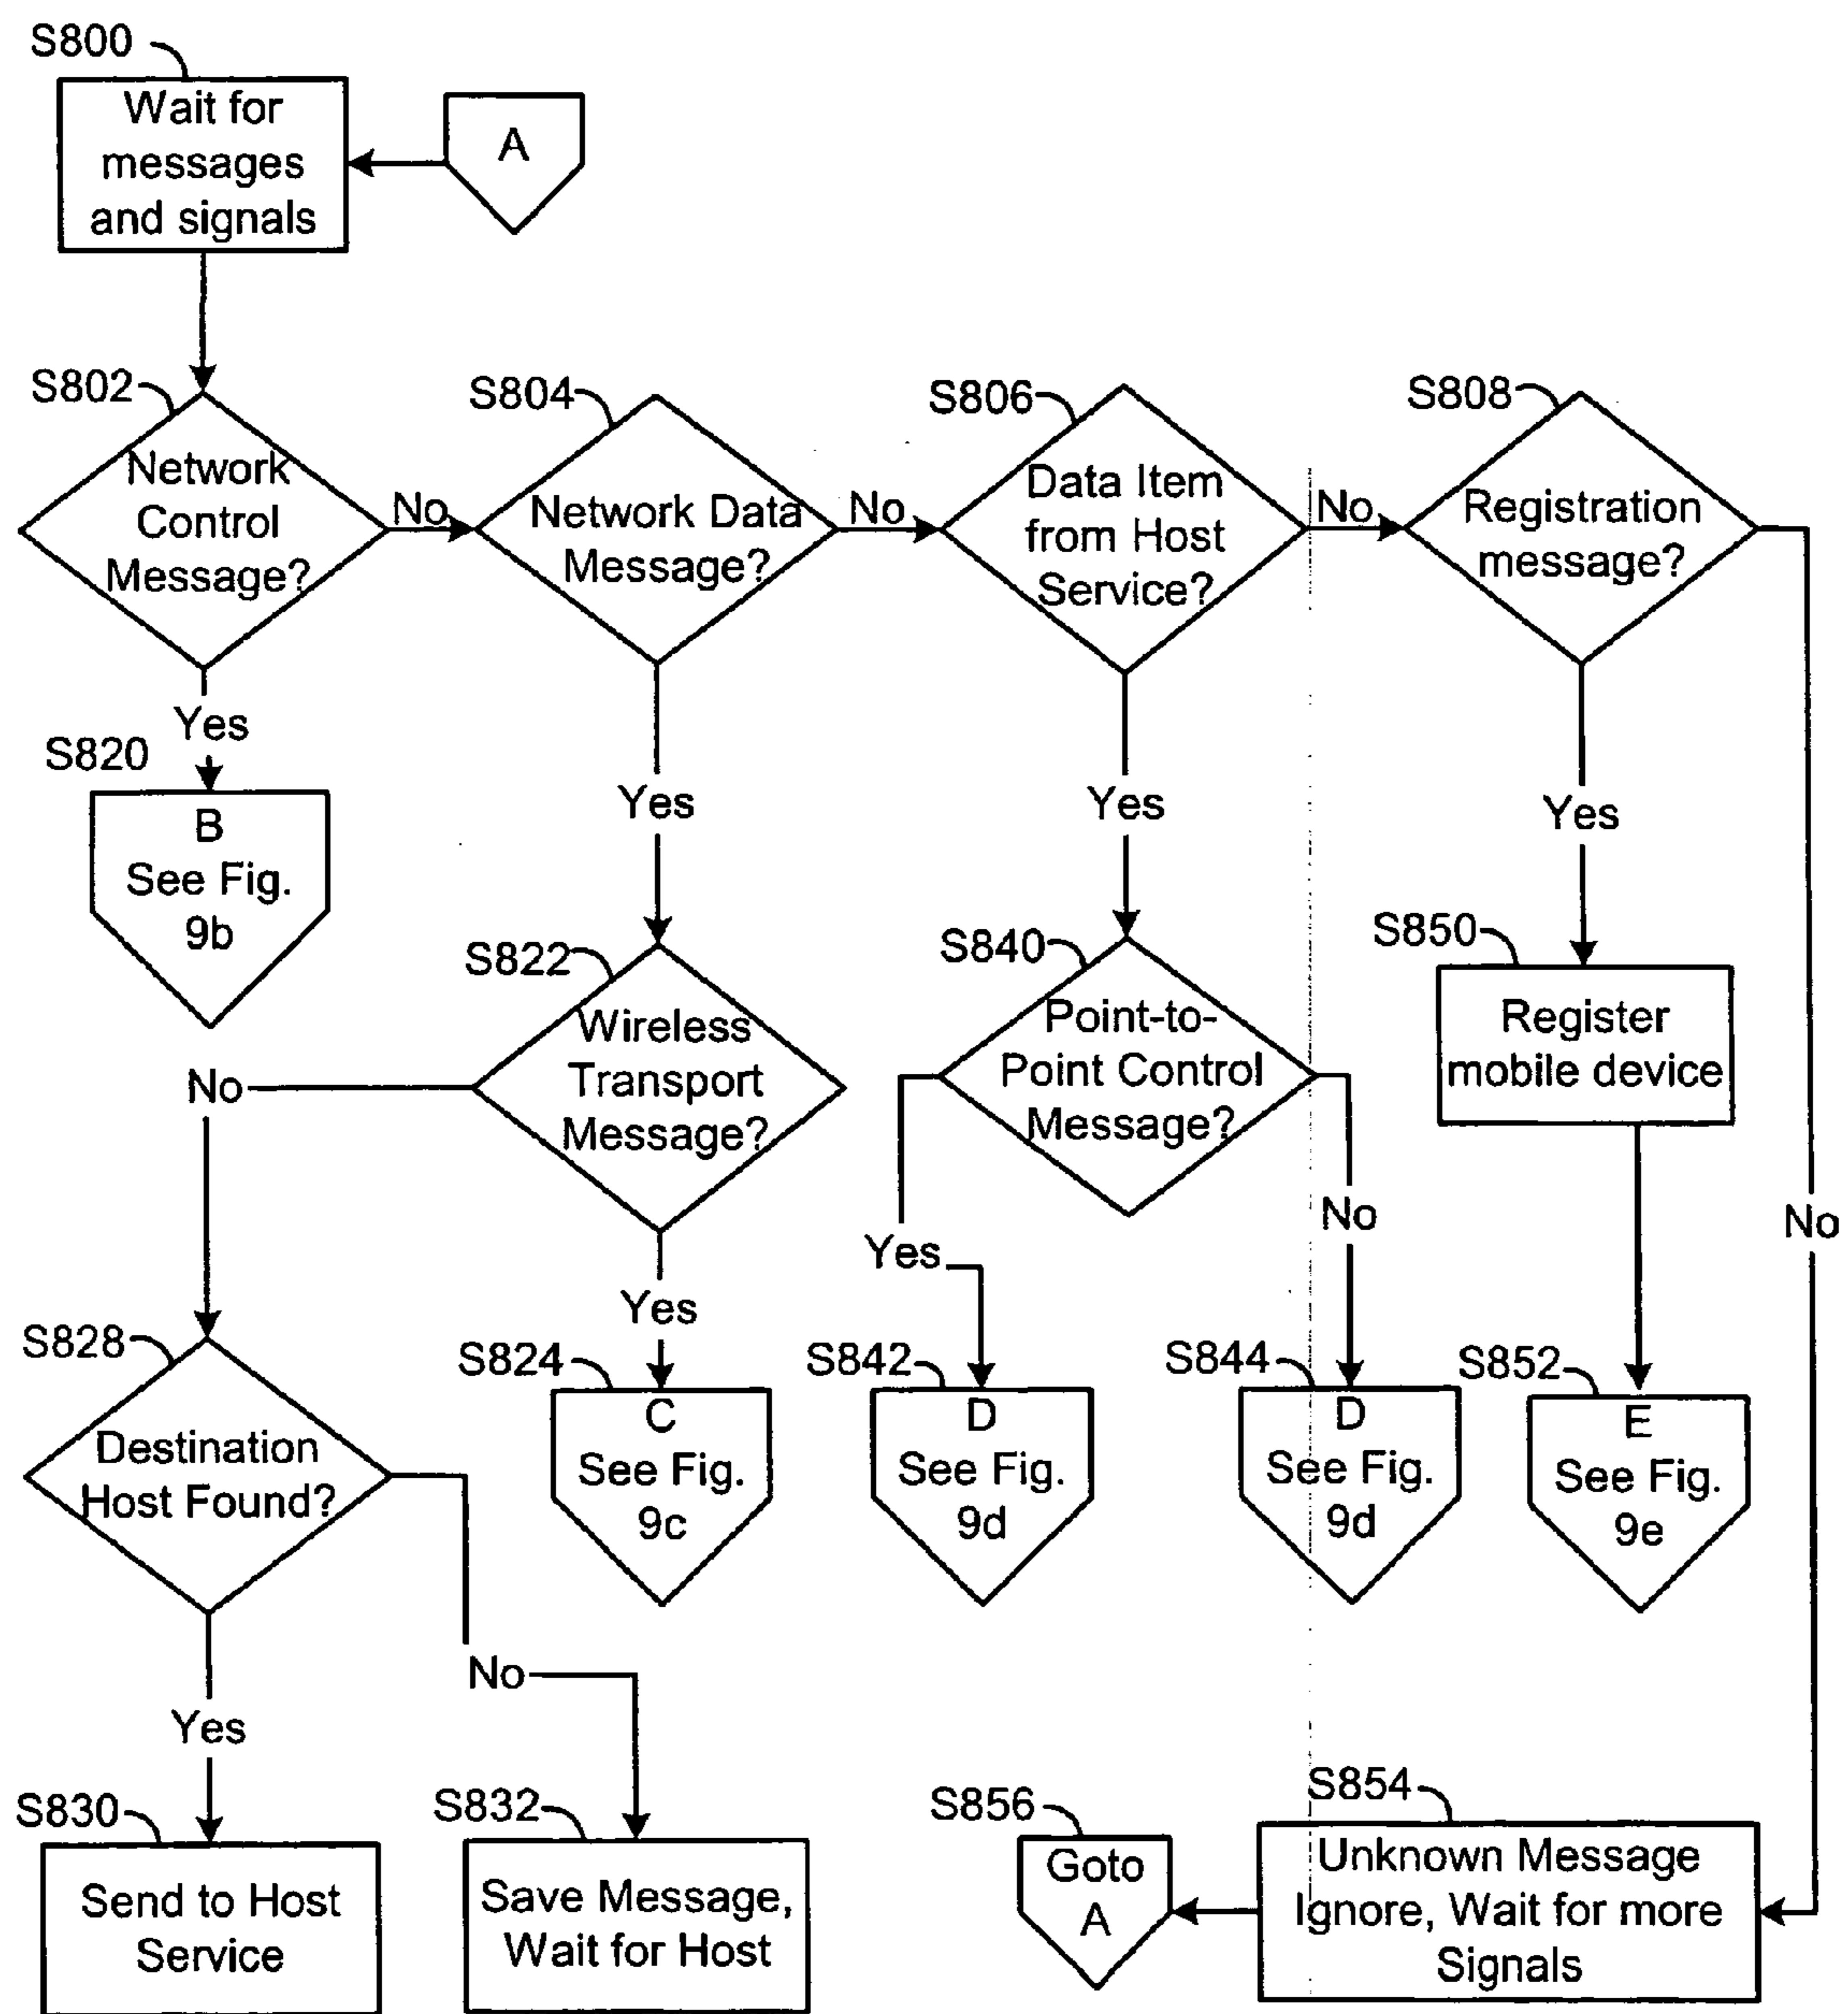 S800
Wait for
messages
and signals
A
S802
Network
Control
Message?
No
S804
Network Data
Message?
No
S806
Data Item
from Host
Service?
No
S808
Registration
message?
Yes
S820
B
See Fig.
9b
Yes
Yes
Yes
No
S822
Wireless
Transport
Message?
No
S840
Point-to-
Point Control
Message?
S850
Register
mobile device
Yes
Yes
No
S828
Destination
Host Found?
S824
C
See Fig.
9c
S842
D
See Fig.
9d
S844
D
See Fig.
9d
S852
E
See Fig.
9e
Yes
No
S830
Send to Host
Service
S832
Save Message,
Wait for Host
S856
Goto
A
S854
Unknown Message
Ignore, Wait for more
Signals